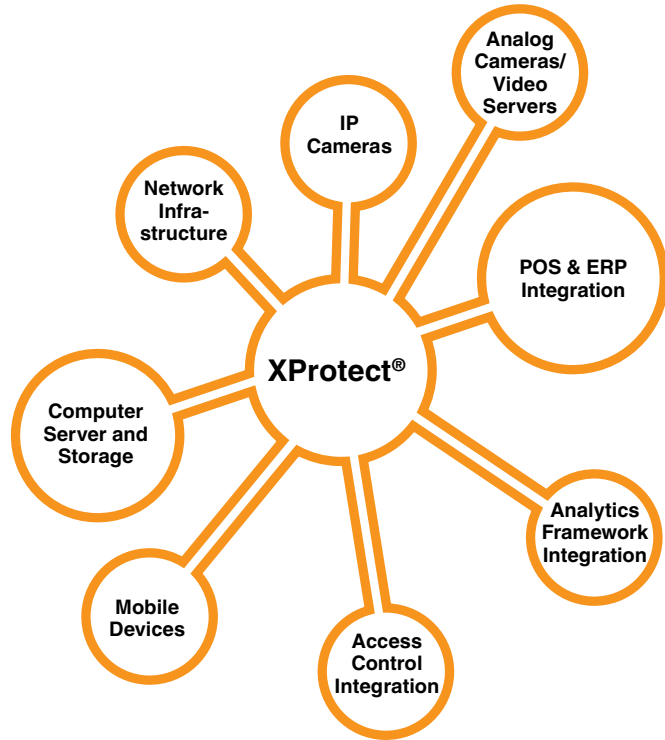 Analog
Cameras/
Video
Servers
IP
Cameras
Network
Infra-
structure
POS & ERP
Integration
XProtect®
Computer
Server and
Storage
Analytics
Framework
Integration
Mobile
Devices
Access
Control
Integration